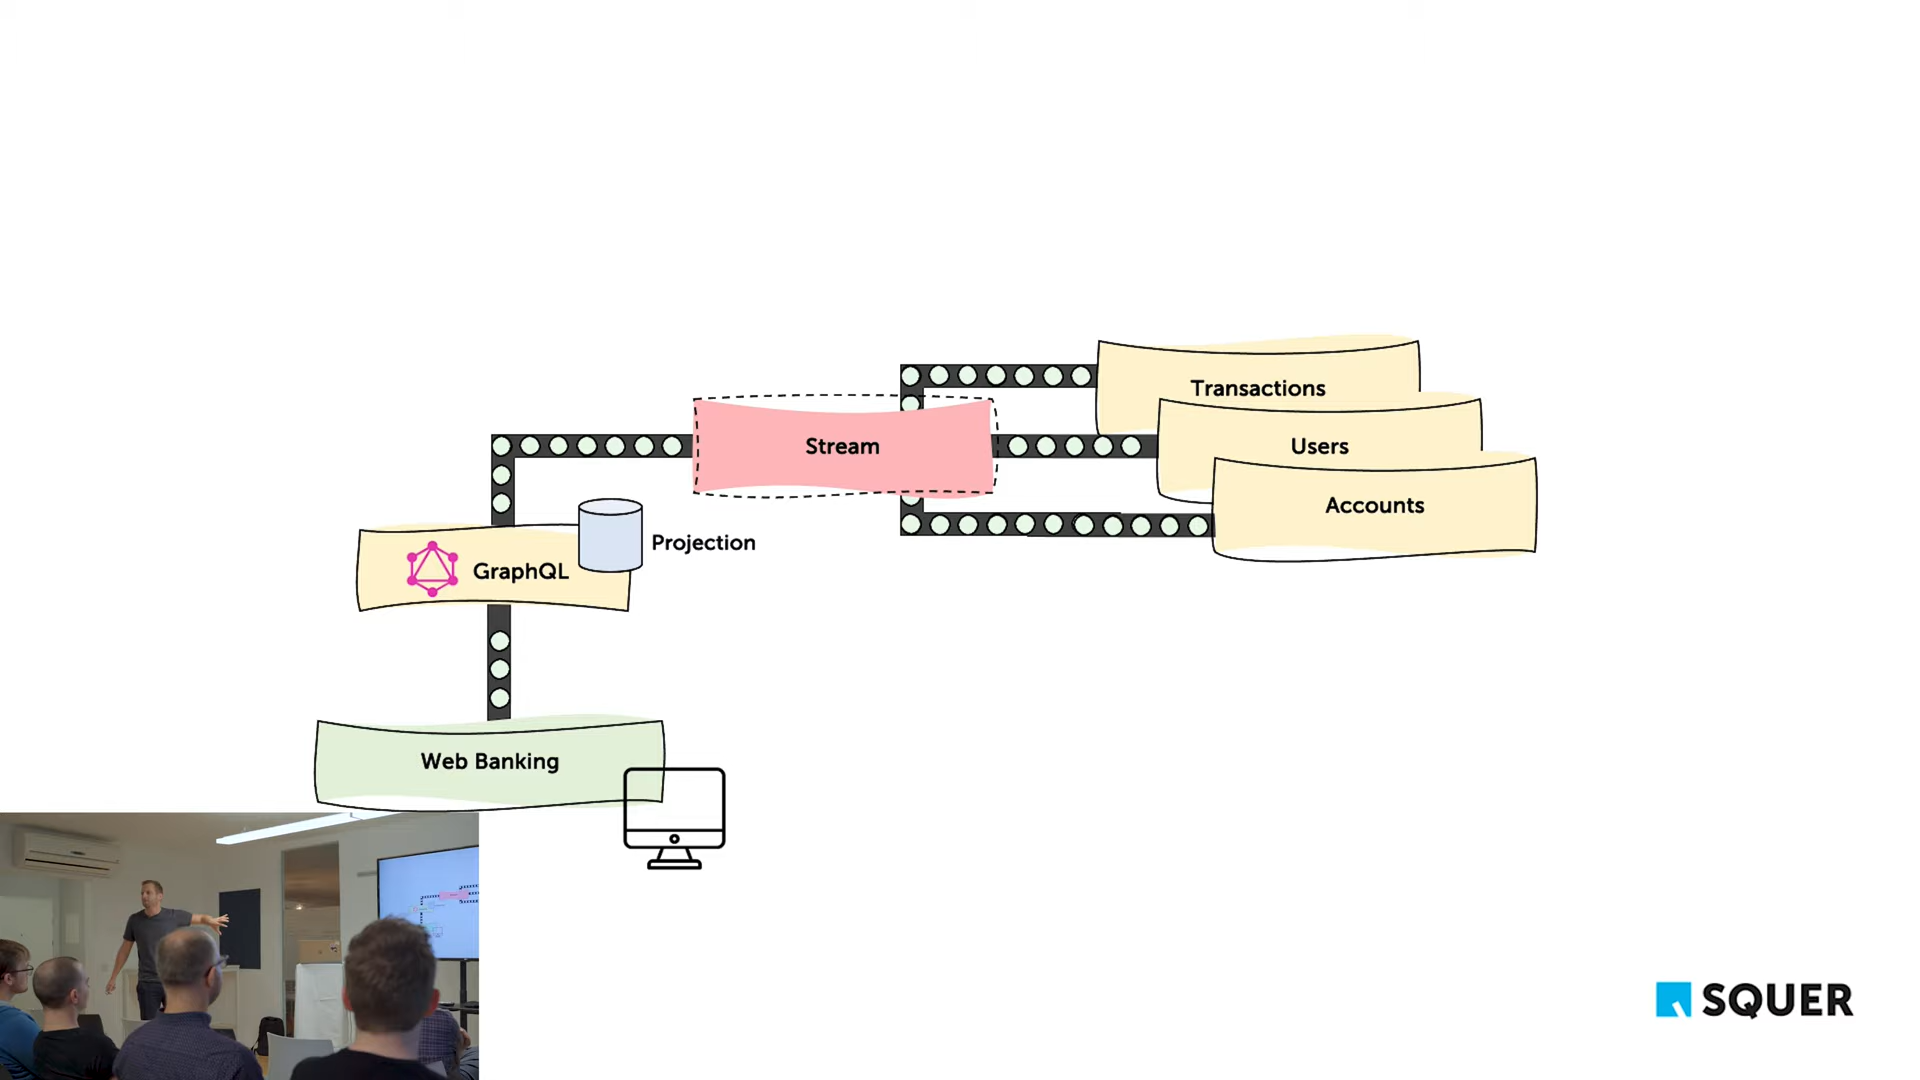 Transactions
Stream
Users
Accounts
Projection
GraphQL
Web Banking
SQUER